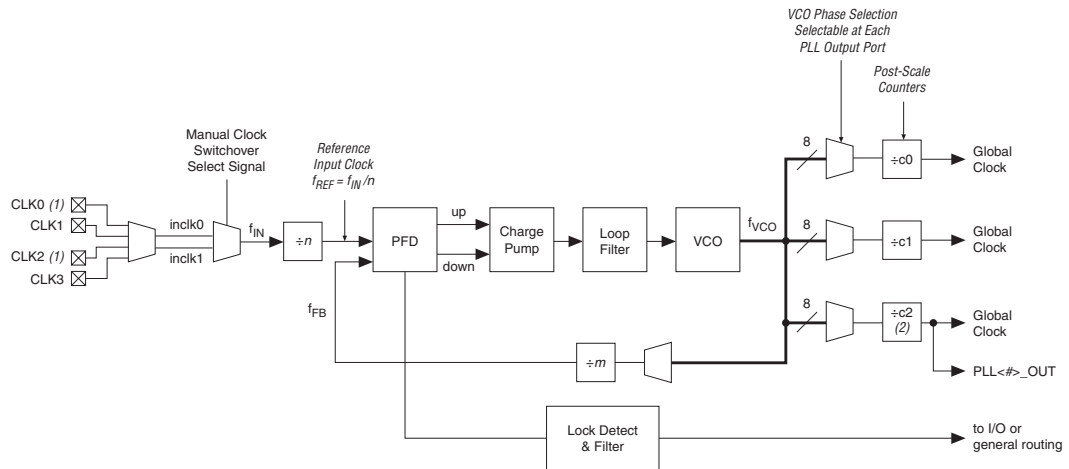 VCO Phase Selection
Selectable at Each
PLL Output Port
Post-Scale
Counters
Manual Clock
Switchover
Select Signal
Reference
Input Clock
fREF = fIN /n
8
÷c0
Global
Clock
CLK0 (1)
CLK1
CLK2 (1)
CLK3
inclk0
inclk1
fIN
÷n
PFD
up
down
Charge
Pump
Loop
Filter
VCO
fVCO
8
÷c1
Global
Clock
fFB
8
÷c2
(2)
Global
Clock
÷m
PLL<#>_OUT
Lock Detect
& Filter
to I/O or
general routing